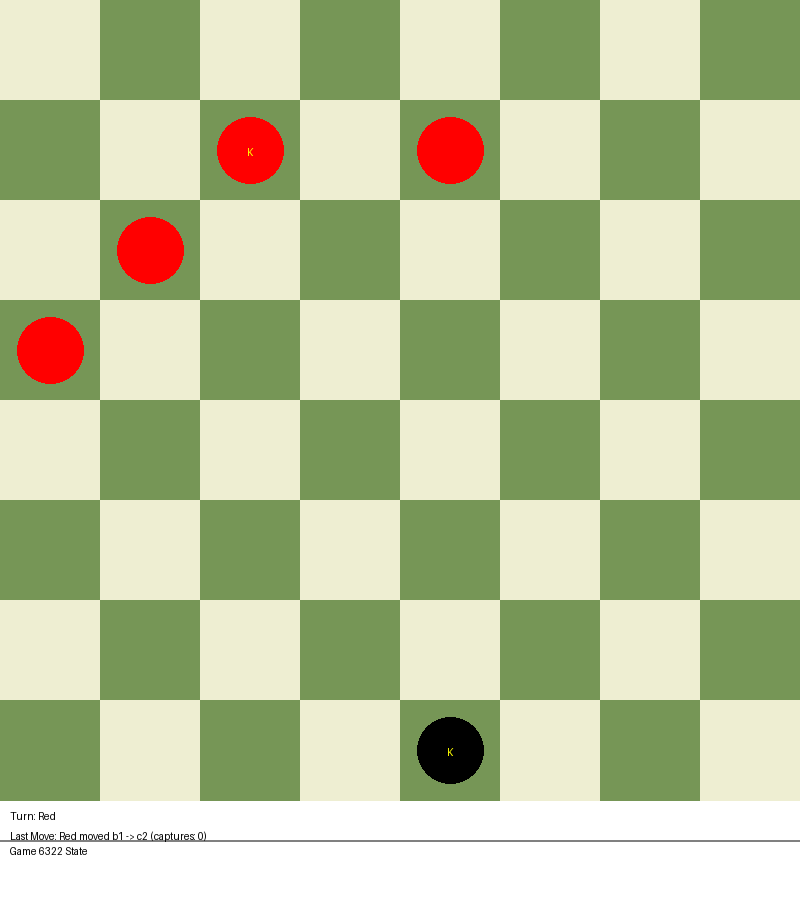 K
K
Turn: Red
Last Move: Red moved b1 -> c2 (captures: 0)
Game 6322 State